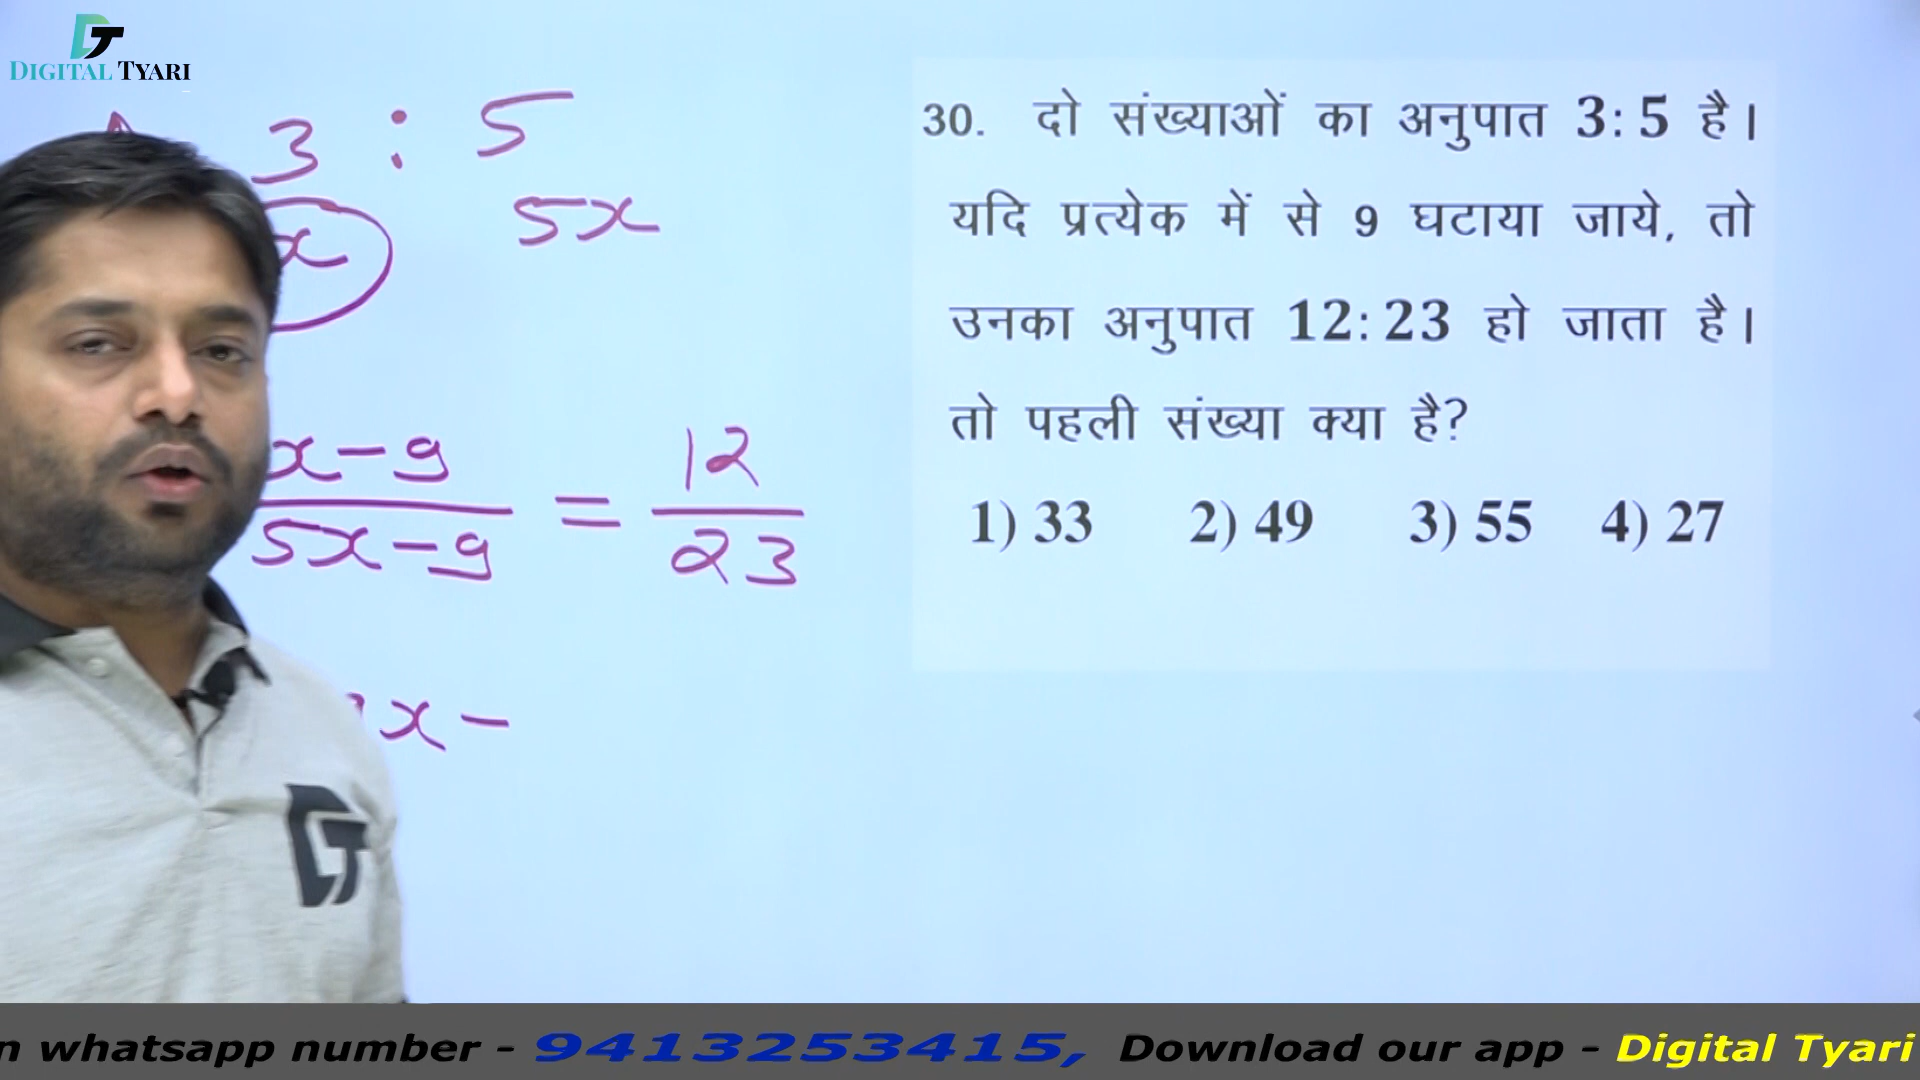 DT
DIGITAL TYARI
3 : 5
x 5x
x - 9 = 12
5x - 9 23
x -
30. दो संख्याओं का अनुपात 3: 5 है।
यदि प्रत्येक में से 9 घटाया जाये, तो
उनका अनुपात 12: 23 हो जाता है।
तो पहली संख्या क्या है?
1) 33 2) 49 3) 55 4) 27
DT
n whatsapp number - 9413253415, Download our app - Digital Tyari